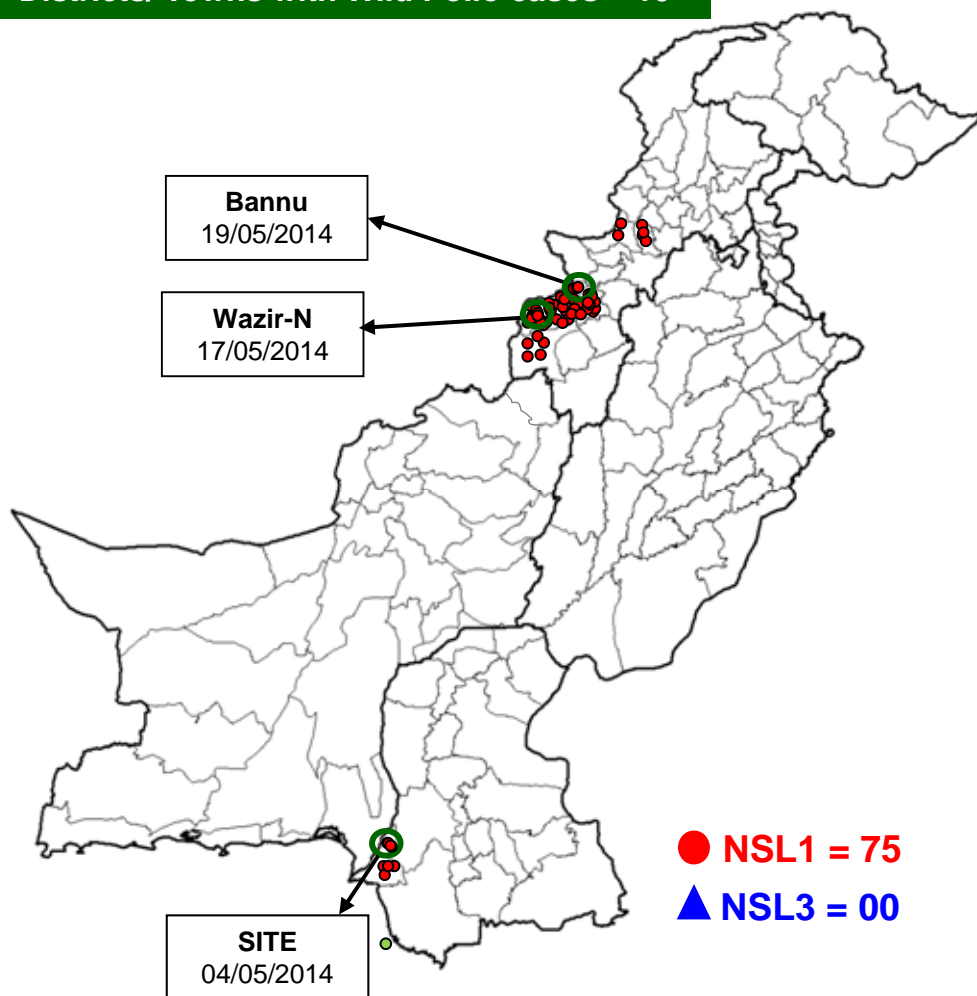 Bannu
19/05/2014
Wazir-N
17/05/2014
NSL1 = 75
NSL3 = 00
SITE
04/05/2014